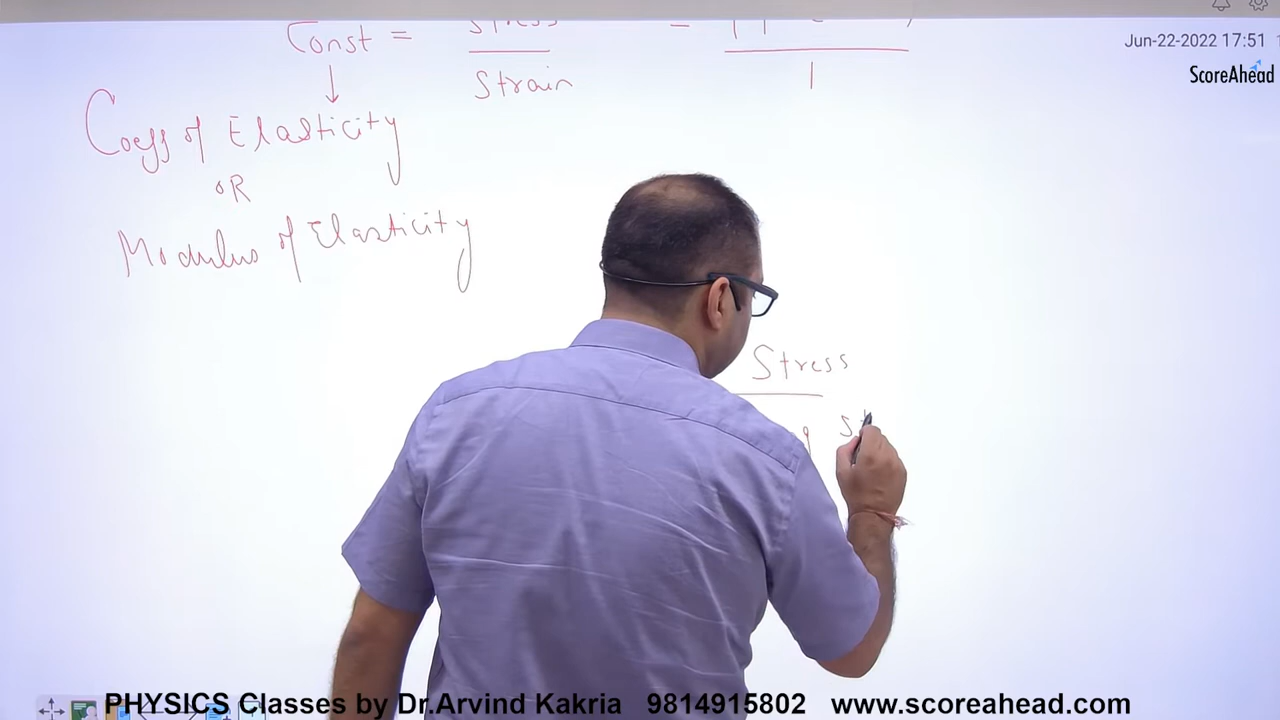 Jun-22-2022 17:51
ScoreAhead
Const = Stress =
Strain 1
↓
Coeff of Elasticity
OR
Modulus of Elasticity
Stress
PHYSICS Classes by Dr.Arvind Kakria 9814915802 www.scoreahead.com